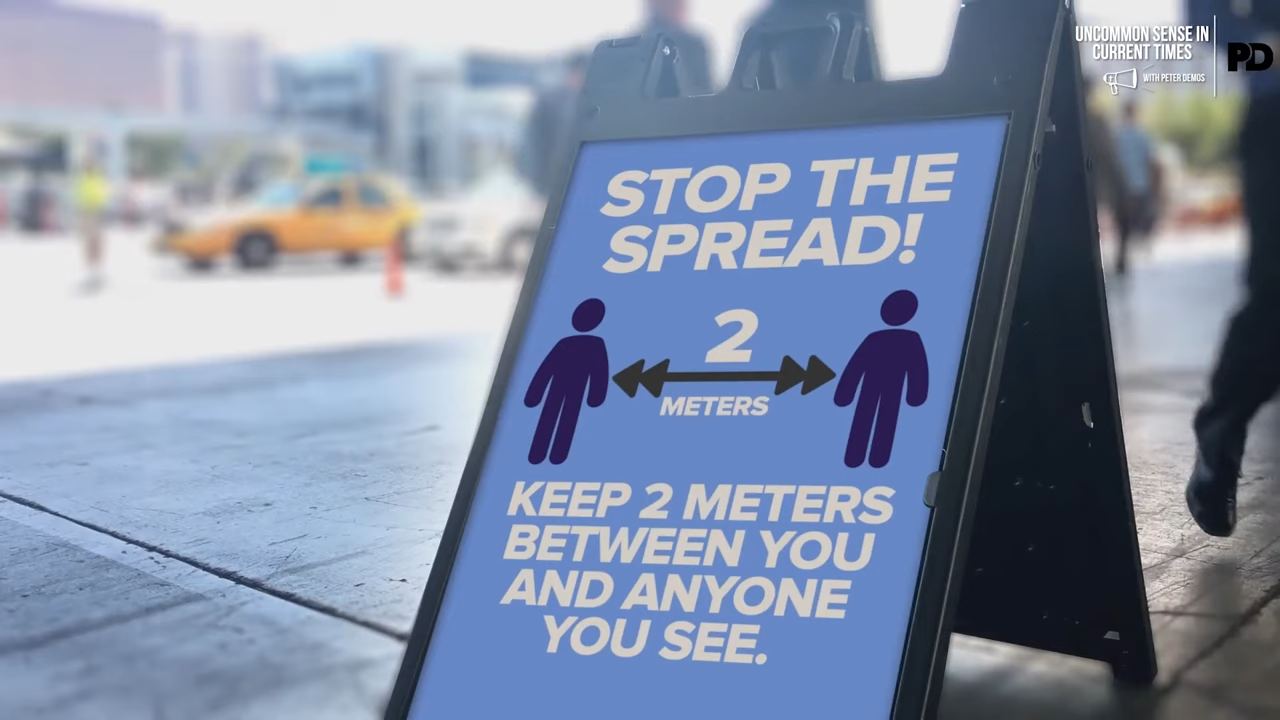 UNCOMMON SENSE IN
CURRENT TIMES
WITH PETER DEMOS
PD
STOP THE
SPREAD!
2
METERS
KEEP 2 METERS
BETWEEN YOU
AND ANYONE
YOU SEE.